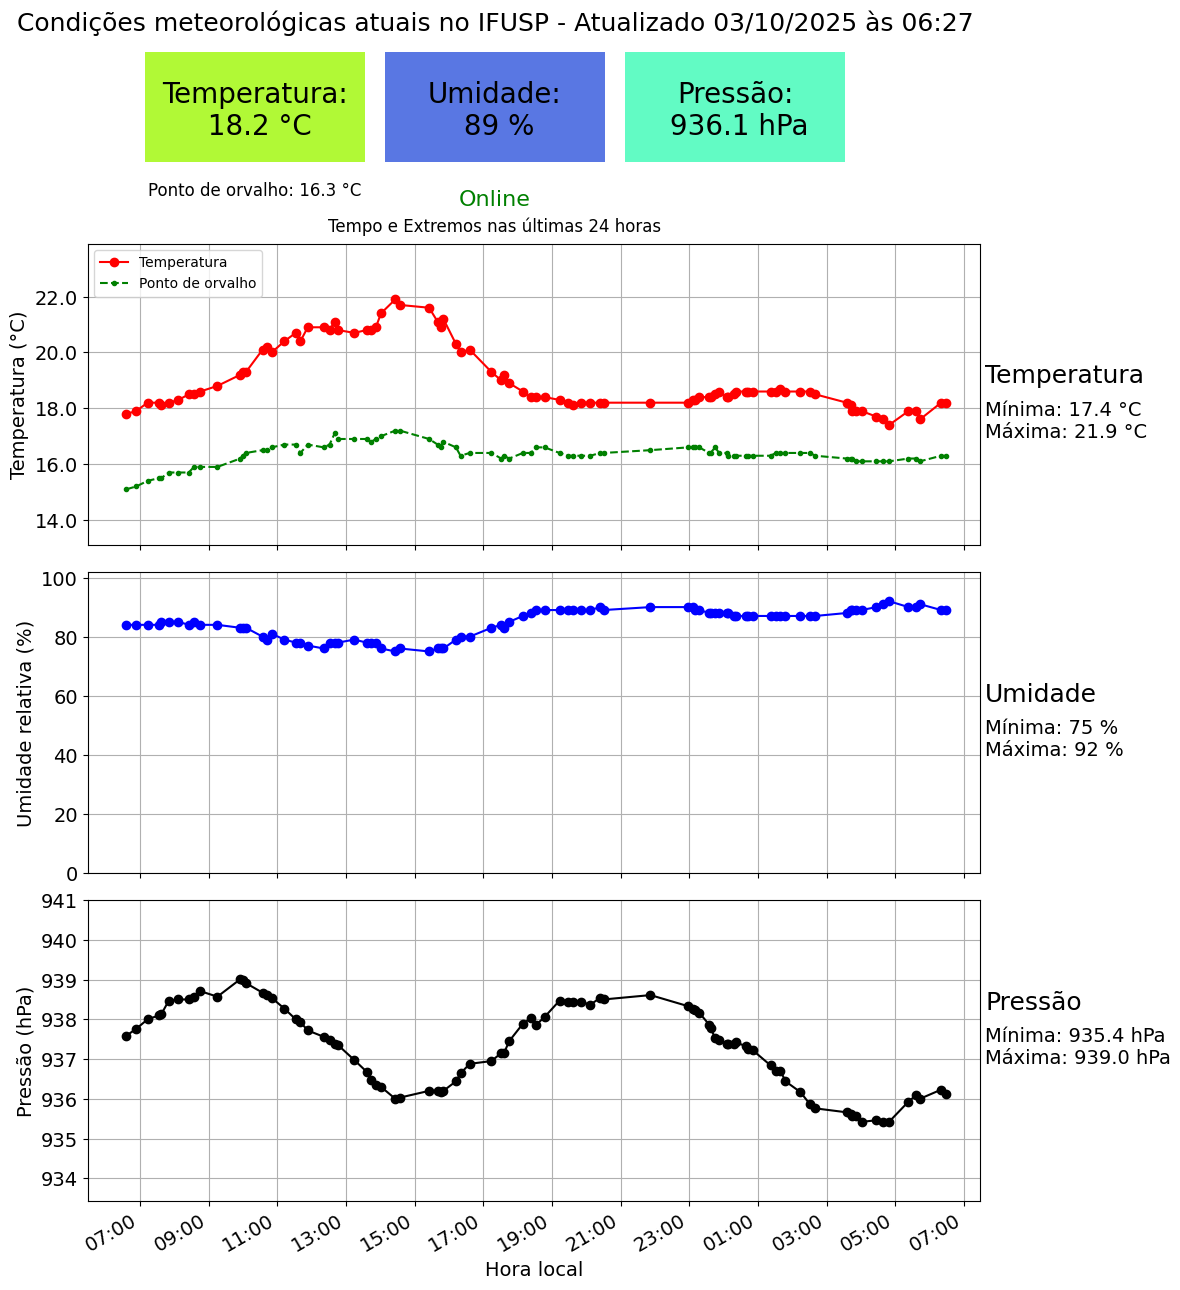 Condições meteorológicas atuais no IFUSP - Atualizado 03/10/2025 às 06:27
Temperatura:
18.2 °C
Umidade:
89 %
Pressão:
936.1 hPa
Ponto de orvalho: 16.3 °C
Online
Tempo e Extremos nas últimas 24 horas
Temperatura
Ponto de orvalho
Temperatura (°C)
22.0
20.0
18.0
16.0
14.0
Temperatura
Mínima: 17.4 °C
Máxima: 21.9 °C
Umidade relativa (%)
100
80
60
40
20
0
Umidade
Mínima: 75 %
Máxima: 92 %
Pressão (hPa)
941
940
939
938
937
936
935
934
Pressão
Mínima: 935.4 hPa
Máxima: 939.0 hPa
07:00
09:00
11:00
13:00
15:00
17:00
19:00
21:00
23:00
01:00
03:00
05:00
07:00
Hora local